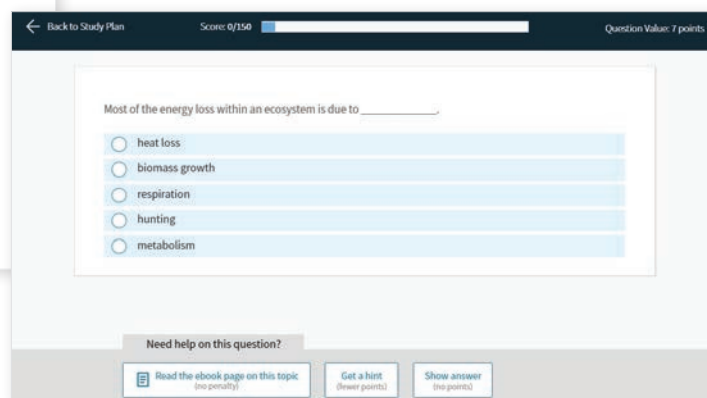 ← Back to Study Plan Score: 0/150 Question Value: 7 points
Most of the energy loss within an ecosystem is due to ____________.
heat loss
biomass growth
respiration
hunting
metabolism
Need help on this question?
Read the ebook page on this topic
(no penalty)
Get a hint
(fewer points)
Show answer
(no points)